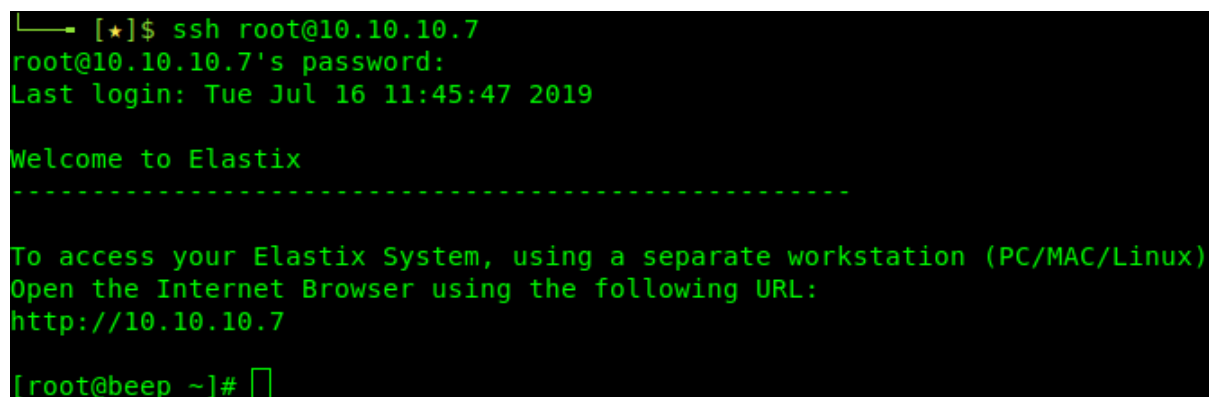 └──╼ [★]$ ssh root@10.10.10.7
root@10.10.10.7's password:
Last login: Tue Jul 16 11:45:47 2019
Welcome to Elastix
----------------------------------------------------
To access your Elastix System, using a separate workstation (PC/MAC/Linux)
Open the Internet Browser using the following URL:
http://10.10.10.7
[root@beep ~]#